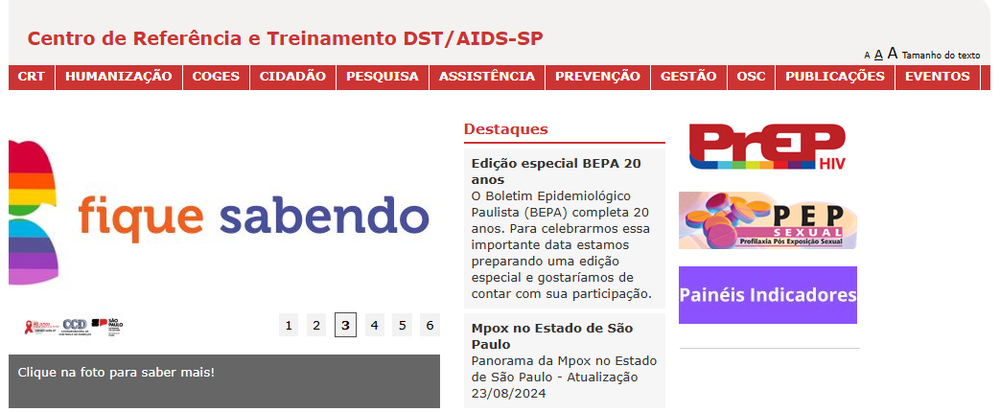 Centro de Referência e Treinamento DST/AIDS-SP
A A A Tamanho do texto
CRT HUMANIZAÇÃO COGES CIDADÃO PESQUISA ASSISTÊNCIA PREVENÇÃO GESTÃO OSC PUBLICAÇÕES EVENTOS
fique sabendo
CCD
SÃO PAULO
1 2 3 4 5 6
Clique na foto para saber mais!
Destaques
Edição especial BEPA 20
anos
O Boletim Epidemiológico
Paulista (BEPA) completa 20
anos. Para celebrarmos essa
importante data estamos
preparando uma edição
especial e gostaríamos de
contar com sua participação.
Mpox no Estado de São
Paulo
Panorama da Mpox no Estado
de São Paulo - Atualização
23/08/2024
PrEP
HIV
PEP
SEXUAL
Profilaxia Pós Exposição Sexual
Painéis Indicadores